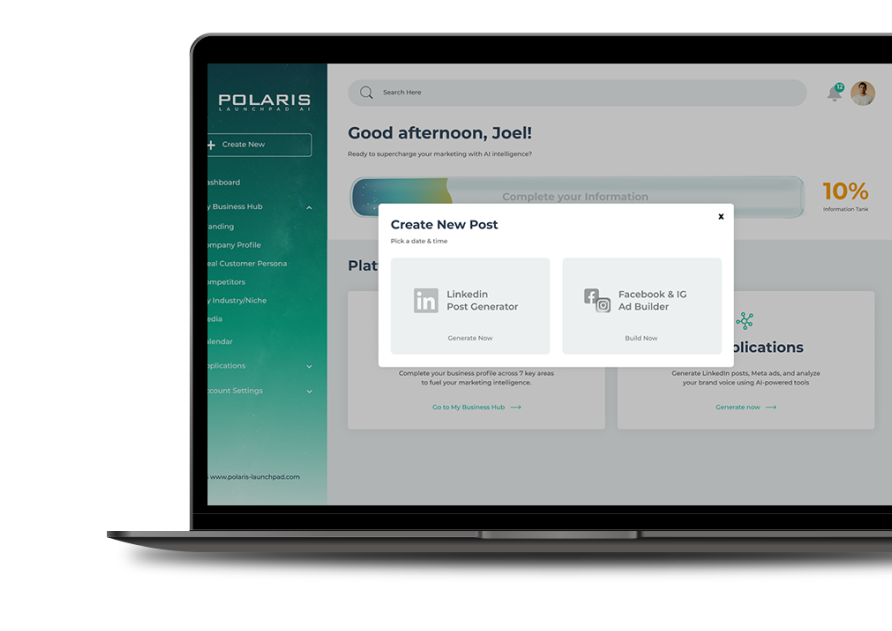 POLARIS
LAUNCHPAD AI
+ Create New
ashboard
y Business Hub
anding
ompany Profile
eal Customer Persona
ompetitors
y Industry/Niche
edia
alendar
pplications
ccount Settings
www.polaris-launchpad.com
Search Here
12
Good afternoon, Joel!
Ready to supercharge your marketing with AI intelligence?
Complete your Information
10%
Information Tank
Create New Post
X
Pick a date & time
Linkedin
Post Generator
Generate Now
Facebook & IG
Ad Builder
Build Now
Plat
plications
Complete your business profile across 7 key areas
to fuel your marketing intelligence.
Go to My Business Hub
Generate LinkedIn posts, Meta ads, and analyze
your brand voice using AI-powered tools
Generate now